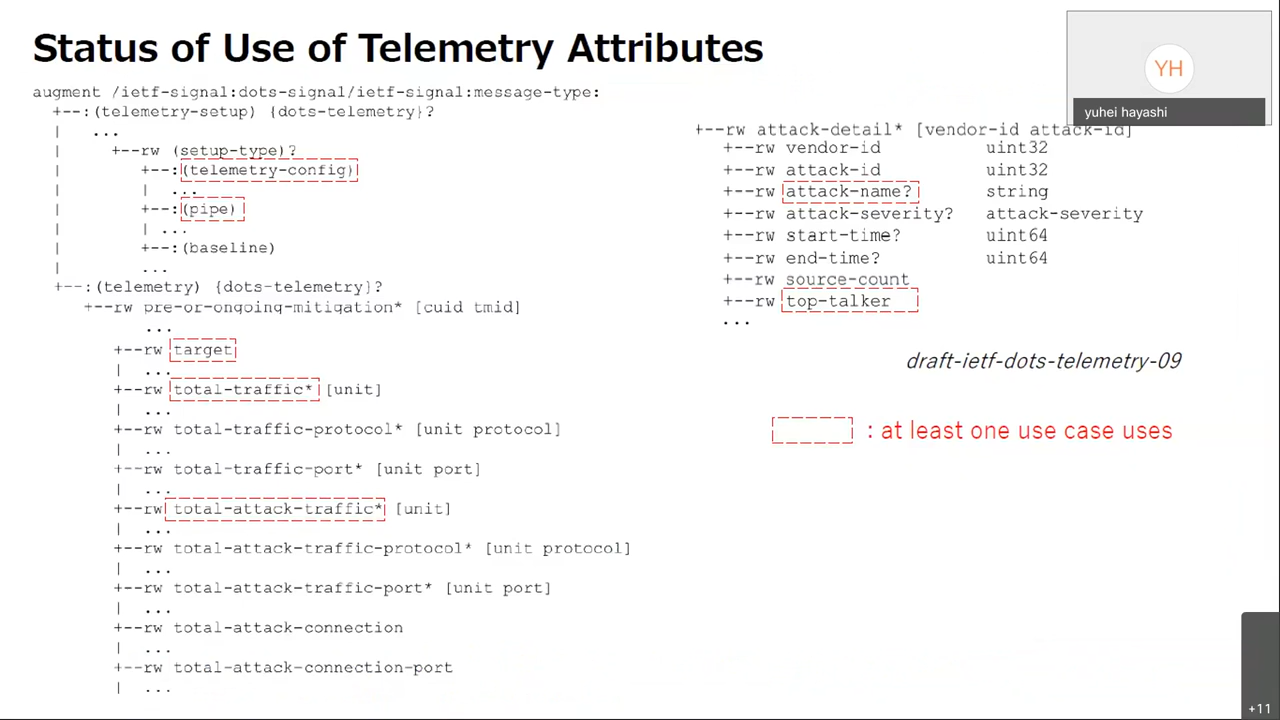 Status of Use of Telemetry Attributes
augment /ietf-signal:dots-signal/ietf-signal:message-type:
+--:(telemetry-setup) {dots-telemetry}?
|  ...
|     +--rw (setup-type)?
|        +--:(telemetry-config)
|        |  ...
|        +--:(pipe)
|        | ...
|        +--:(baseline)
|        ...
+--:(telemetry) {dots-telemetry}?
+--rw pre-or-ongoing-mitigation* [cuid tmid]
...
+--rw target
|  ...
+--rw total-traffic* [unit]
|  ...
+--rw total-traffic-protocol* [unit protocol]
|  ...
+--rw total-traffic-port* [unit port]
|  ...
+--rw total-attack-traffic* [unit]
|  ...
+--rw total-attack-traffic-protocol* [unit protocol]
|  ...
+--rw total-attack-traffic-port* [unit port]
|  ...
+--rw total-attack-connection
|  ...
+--rw total-attack-connection-port
|  ...
+--rw attack-detail* [vendor-id attack-id]
+--rw vendor-id uint32
+--rw attack-id uint32
+--rw attack-name? string
+--rw attack-severity? attack-severity
+--rw start-time? uint64
+--rw end-time? uint64
+--rw source-count
+--rw top-talker
...
draft-ietf-dots-telemetry-09
: at least one use case uses
YH
yuhei hayashi
+11